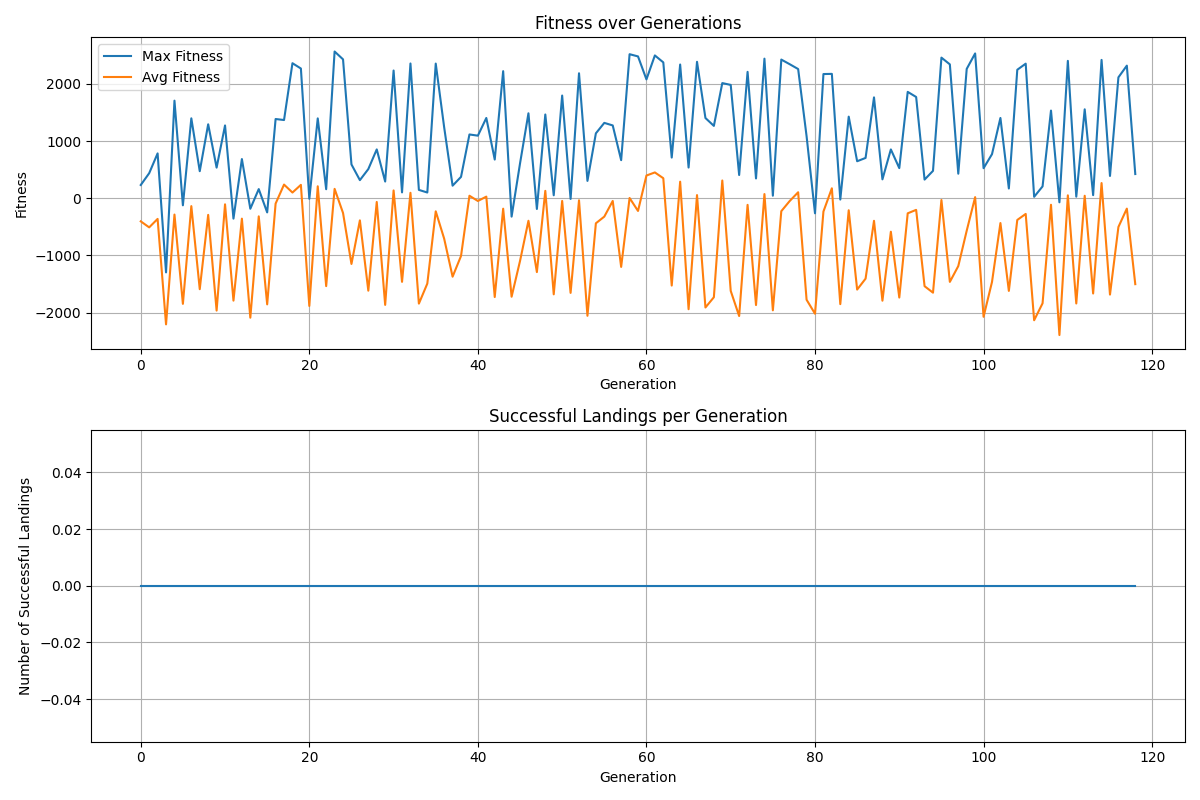 Fitness over Generations
Max Fitness
Avg Fitness
2000
1000
0
−1000
−2000
Fitness
0 20 40 60 80 100 120
Generation
Successful Landings per Generation
0.04
0.02
0.00
−0.02
−0.04
Number of Successful Landings
0 20 40 60 80 100 120
Generation